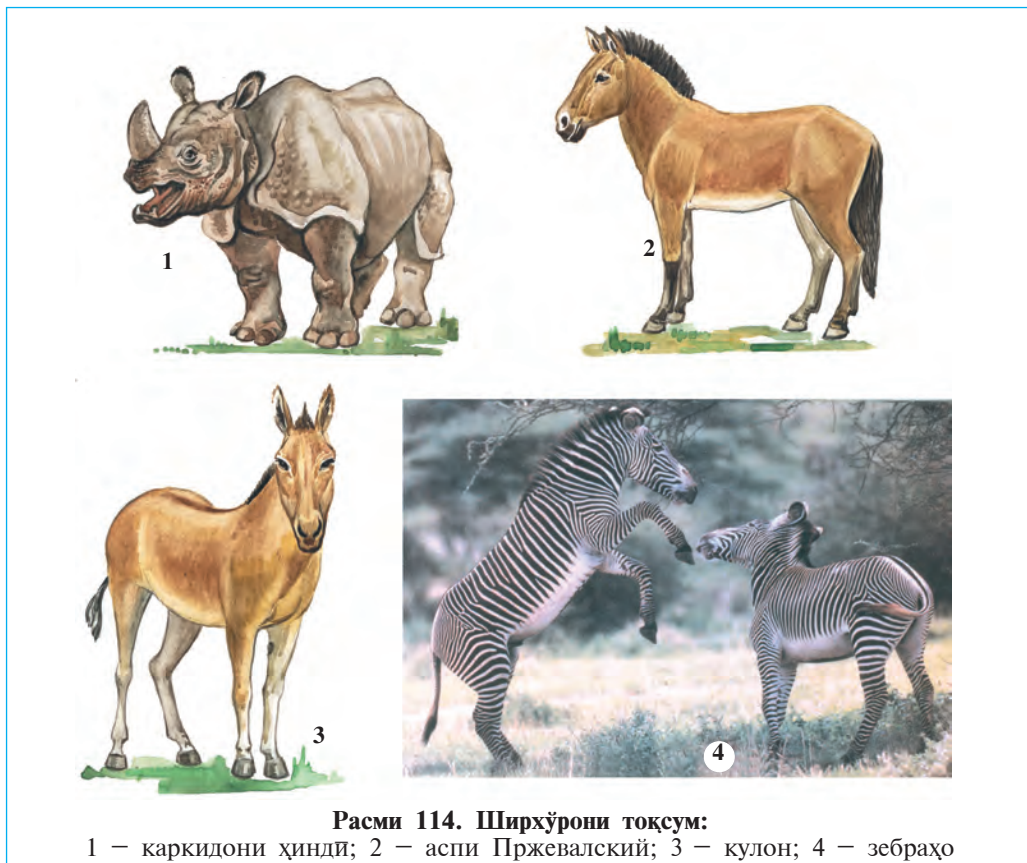 1
2
3
4
Расми 114. Ширхӯрони тоқсум:
1 – каркидони ҳиндӣ; 2 – аспи Пржевалский; 3 – кулон; 4 – зебраҳо